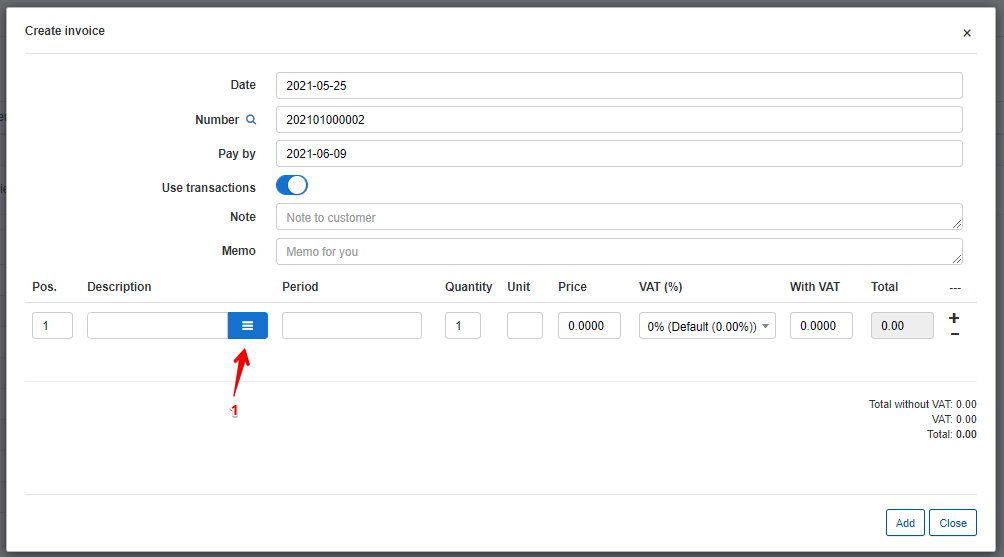 Create invoice ×
Date 2021-05-25
Number 202101000002
Pay by 2021-06-09
Use transactions
Note Note to customer
Memo Memo for you
Pos. Description Period Quantity Unit Price VAT (%) With VAT Total ---
1 1 0.0000 0% (Default (0.00%)) 0.0000 0.00 + −
1
Total without VAT: 0.00
VAT: 0.00
Total: 0.00
Add Close